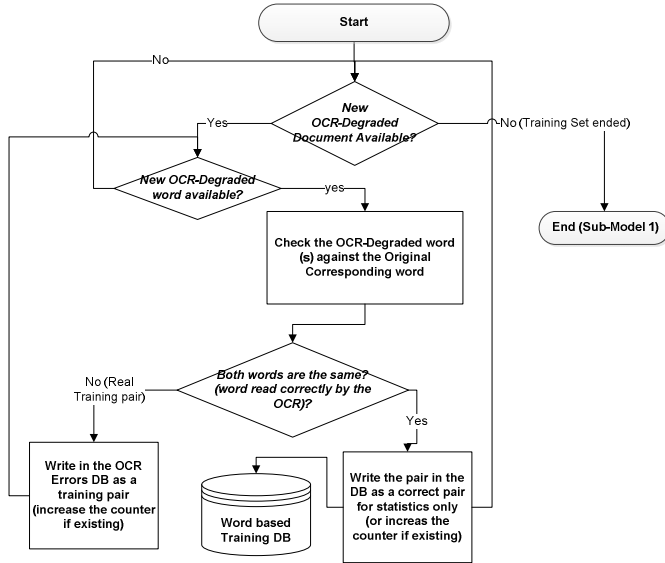 Start
No
New
OCR-Degraded
Document Available?
Yes
No (Training Set ended)
New OCR-Degraded
word available?
yes
Check the OCR-Degraded word
(s) against the Original
Corresponding word
End (Sub-Model 1)
Both words are the same?
(word read correctly by the
OCR)?
No (Real
Training pair)
Yes
Write in the OCR
Errors DB as a
training pair
(increase the counter
if existing)
Word based
Training DB
Write the pair in the
DB as a correct pair
for statistics only
(or increas the
counter if existing)